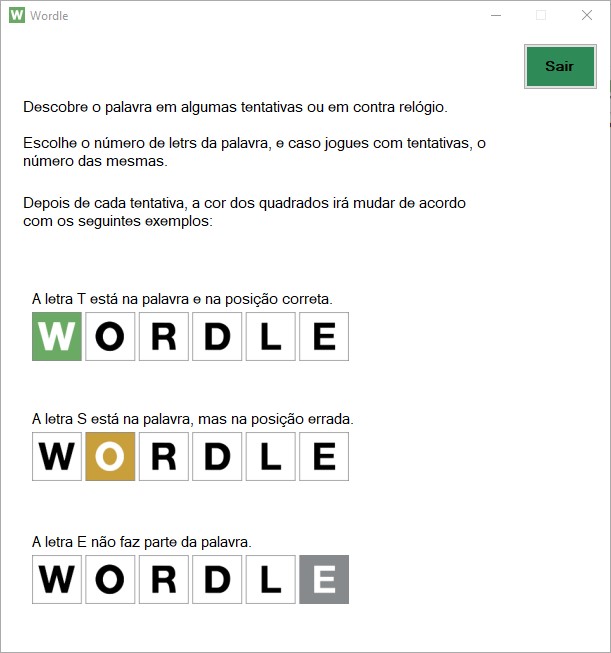 Wordle
Sair
Descobre o palavra em algumas tentativas ou em contra relógio.
Escolhe o número de letrs da palavra, e caso jogues com tentativas, o
número das mesmas.
Depois de cada tentativa, a cor dos quadrados irá mudar de acordo
com os seguintes exemplos:
A letra T está na palavra e na posição correta.
W O R D L E
A letra S está na palavra, mas na posição errada.
W O R D L E
A letra E não faz parte da palavra.
W O R D L E